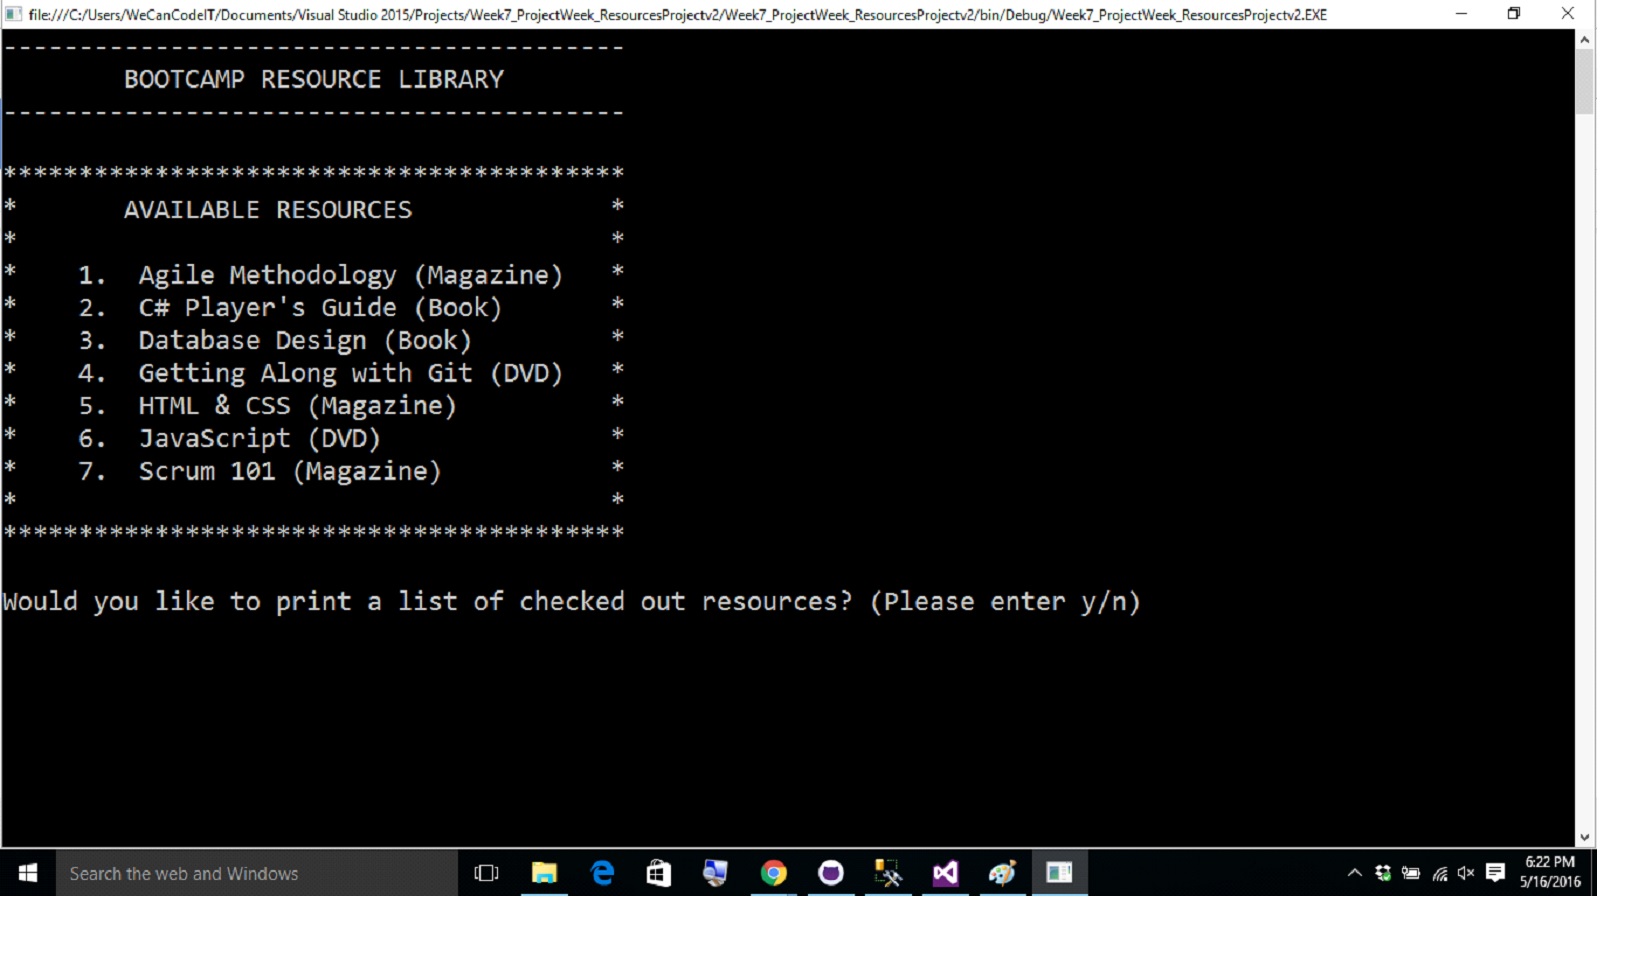 file:///C:/Users/WeCanCodeIT/Documents/Visual Studio 2015/Projects/Week7_ProjectWeek_ResourcesProjectv2/Week7_ProjectWeek_ResourcesProjectv2/bin/Debug/Week7_ProjectWeek_ResourcesProjectv2.EXE
-----------------------------------------
BOOTCAMP RESOURCE LIBRARY
-----------------------------------------
*****************************************
* AVAILABLE RESOURCES *
* *
* 1. Agile Methodology (Magazine) *
* 2. C# Player's Guide (Book) *
* 3. Database Design (Book) *
* 4. Getting Along with Git (DVD) *
* 5. HTML & CSS (Magazine) *
* 6. JavaScript (DVD) *
* 7. Scrum 101 (Magazine) *
* *
*****************************************
Would you like to print a list of checked out resources? (Please enter y/n)
Search the web and Windows
6:22 PM
5/16/2016